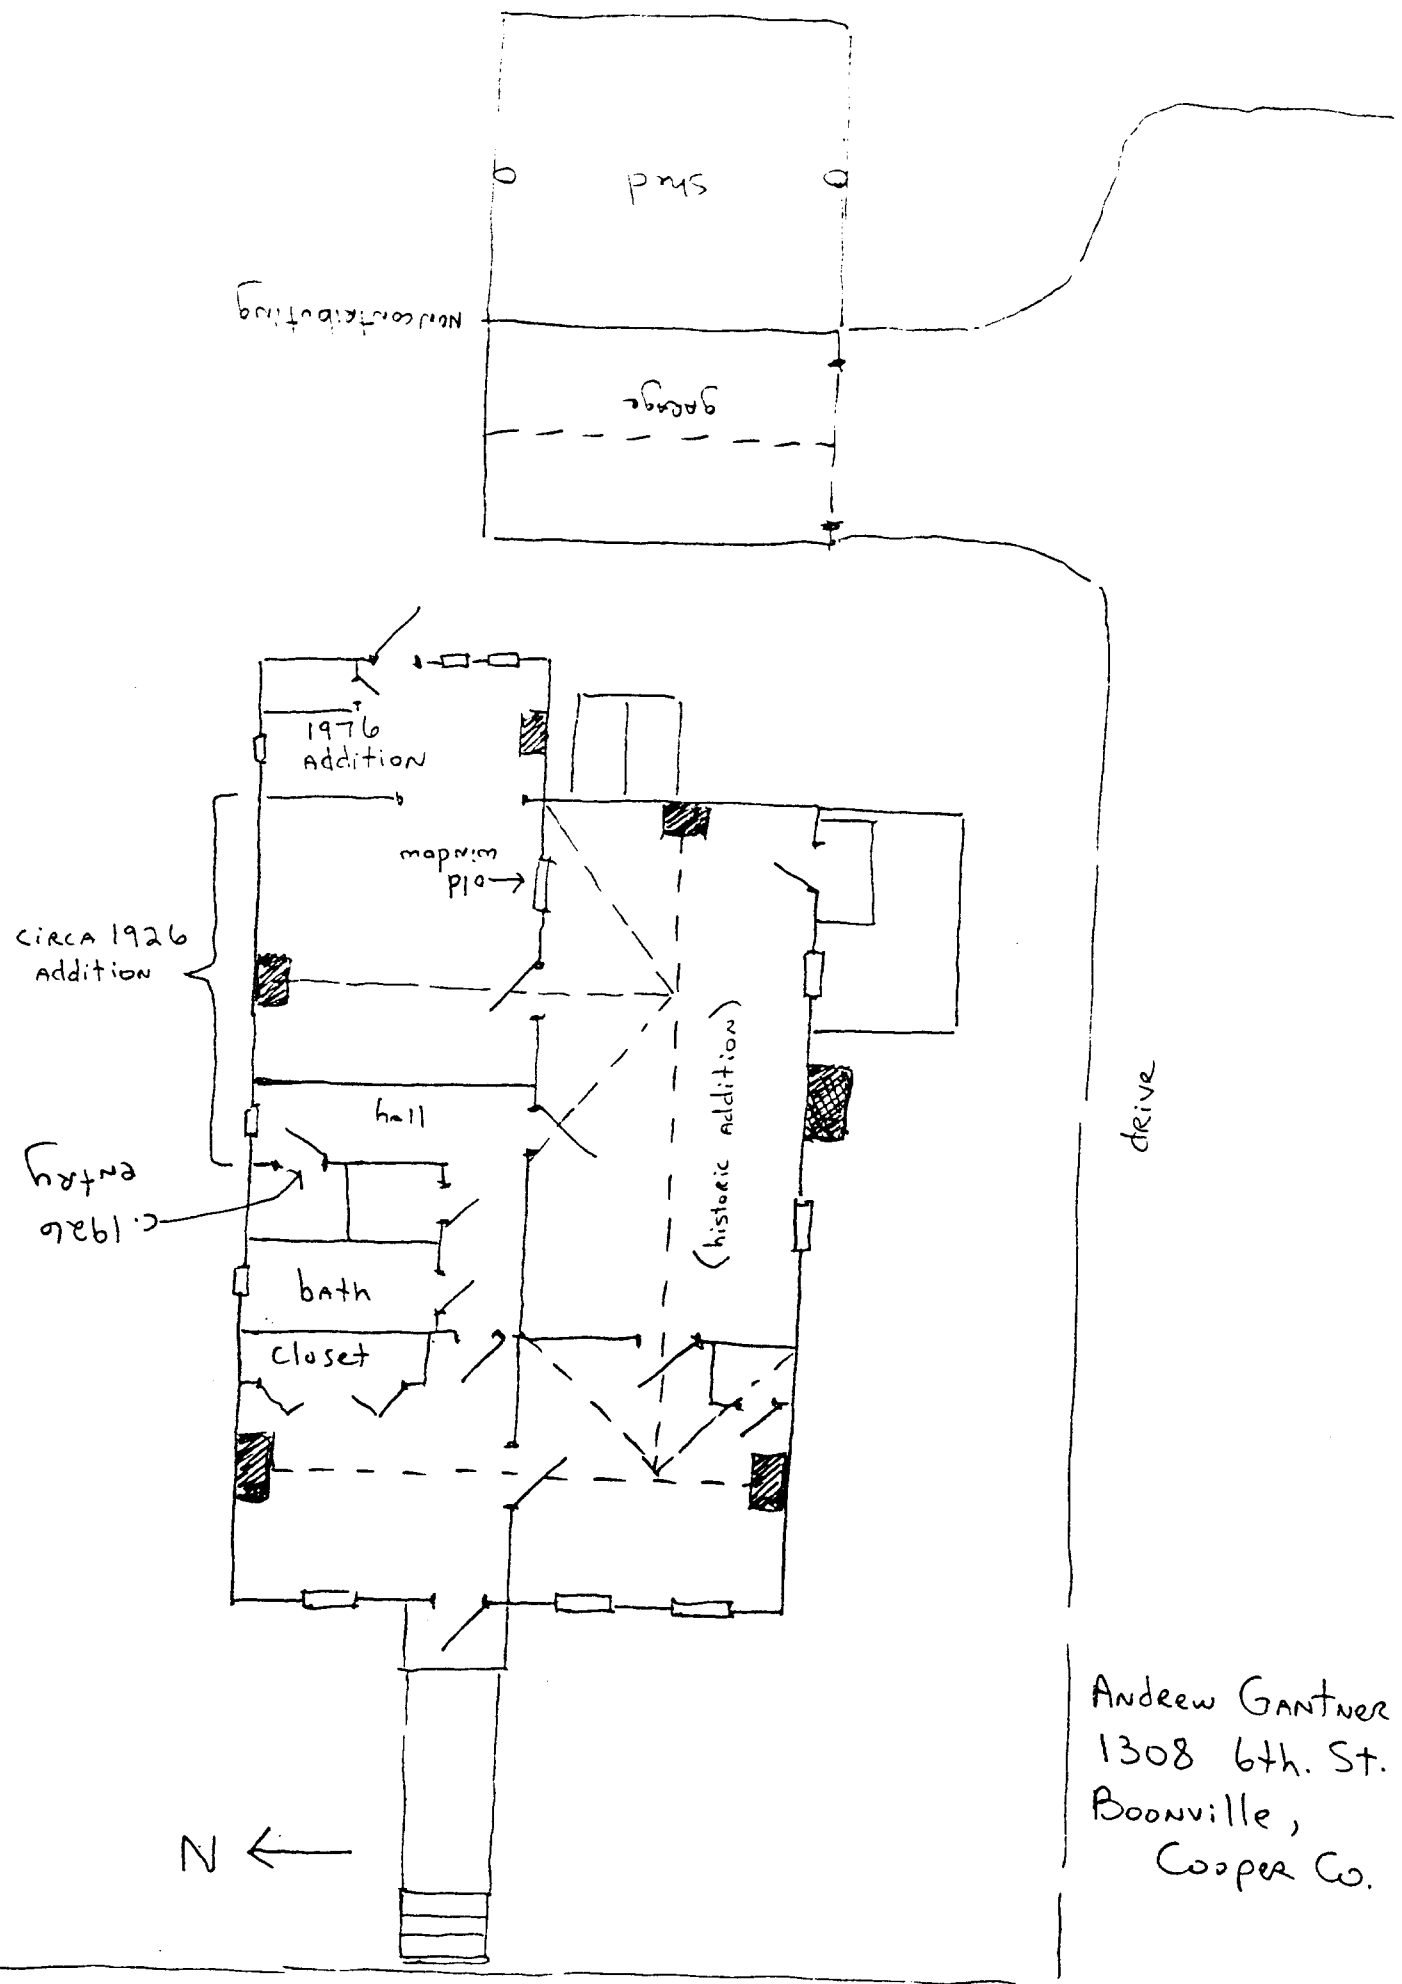 shed
Noncontributing
garage
1976
Addition
old
window
circa 1926
Addition
hall
(historic addition)
drive
c. 1926
entry
bath
closet
Andrew Gantner
1308 6th. St.
Boonville,
Cooper Co.
N